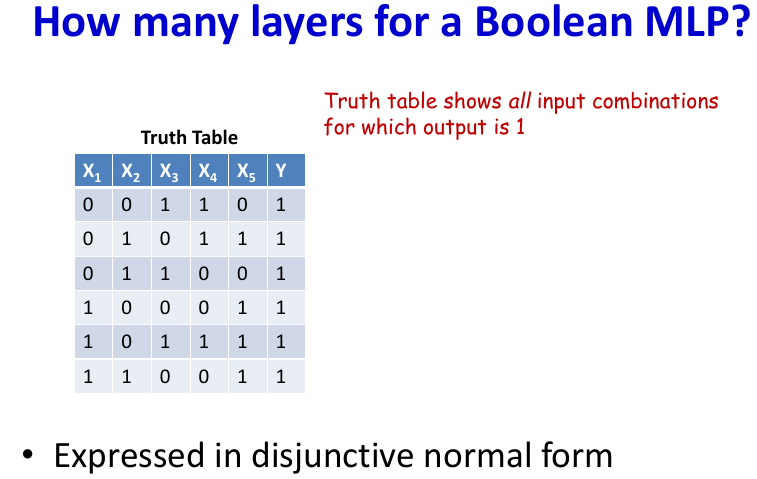 How many layers for a Boolean MLP?
Truth table shows all input combinations
for which output is 1
Truth Table
X1 X2 X3 X4 X5 Y
0 0 1 1 0 1
0 1 0 1 1 1
0 1 1 0 0 1
1 0 0 0 1 1
1 0 1 1 1 1
1 1 0 0 1 1
• Expressed in disjunctive normal form